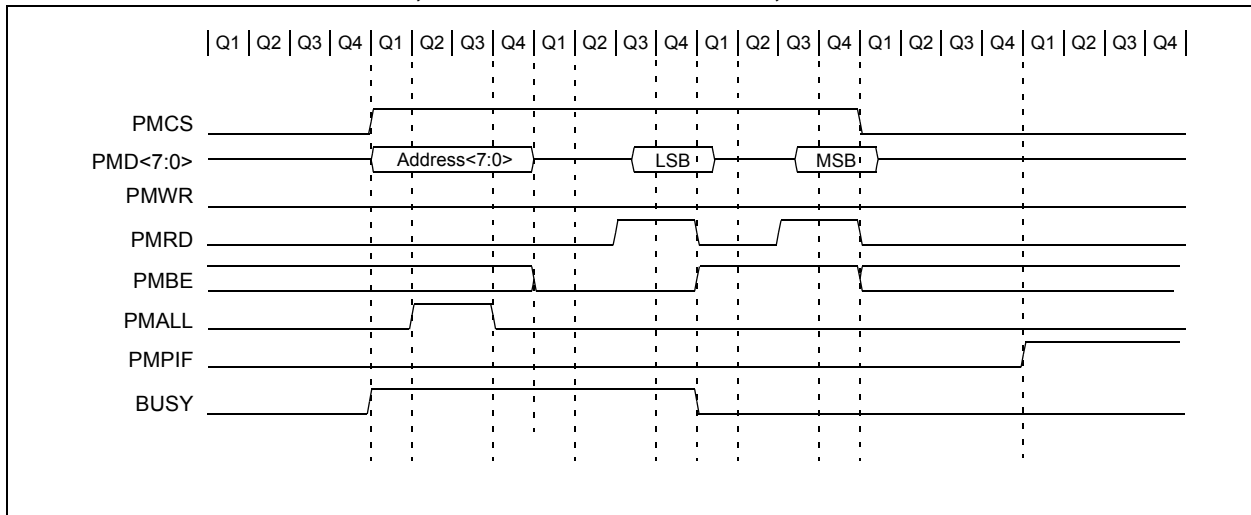 Q1 Q2 Q3 Q4 Q1 Q2 Q3 Q4 Q1 Q2 Q3 Q4 Q1 Q2 Q3 Q4 Q1 Q2 Q3 Q4 Q1 Q2 Q3 Q4
PMCS
PMD<7:0> Address<7:0> LSB MSB
PMWR
PMRD
PMBE
PMALL
PMPIF
BUSY